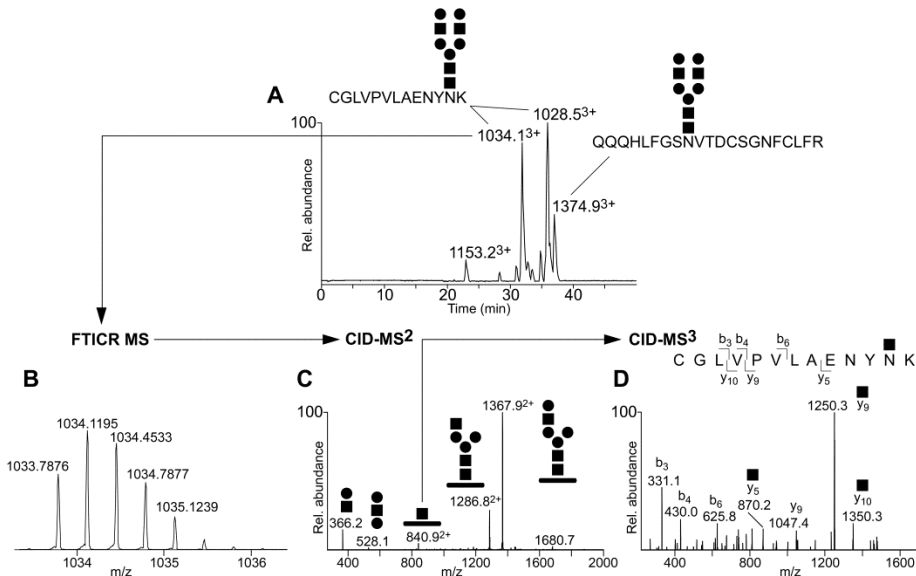 A
CGLVPVLAENYNK
1028.5³⁺
1034.1³⁺
QQQHLFGSNVTDCSGNFCLFR
1374.9³⁺
1153.2³⁺
100
Rel. abundance
0 10 20 30 40
Time (min)
FTICR MS
CID-MS²
CID-MS³
B
1033.7876
1034.1195
1034.4533
1034.7877
1035.1239
1034 1035 1036
m/z
C
100
Rel. abundance
1367.9²⁺
1286.8²⁺
366.2
528.1
840.9²⁺
1680.7
400 800 1200 1600 2000
m/z
D
b₃ b₄ b₆
C G L V P V L A E N Y N K
y₁₀ y₉ y₅
100
Rel. abundance
1250.3
y₉
b₃
331.1
b₄
430.0
b₆
625.8
y₅
870.2
y₉
1047.4
y₁₀
1350.3
400 800 1200 1600
m/z